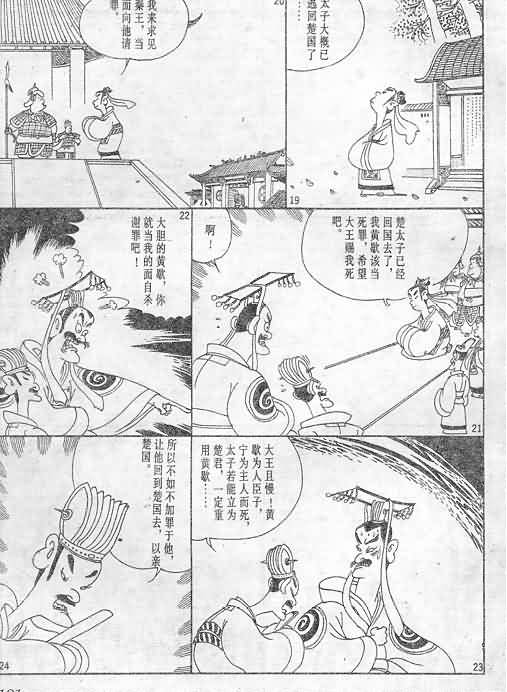 太子大概已
逃回楚国了
……
19
我来求见
秦王，当
面向他请
罪。
20
楚太子已经
回国去了，
我黄歇该当
死罪，希望
大王赐我死
吧。
啊！
21
大胆的黄歇，你
就当我的面自杀
谢罪吧！
22
大王且慢！黄
歇为人臣子，
宁为主人而死，
太子若能立为
楚君，一定重
用黄歇……
23
所以不如不加罪于他，
让他回到楚国去，以亲
楚国。
24